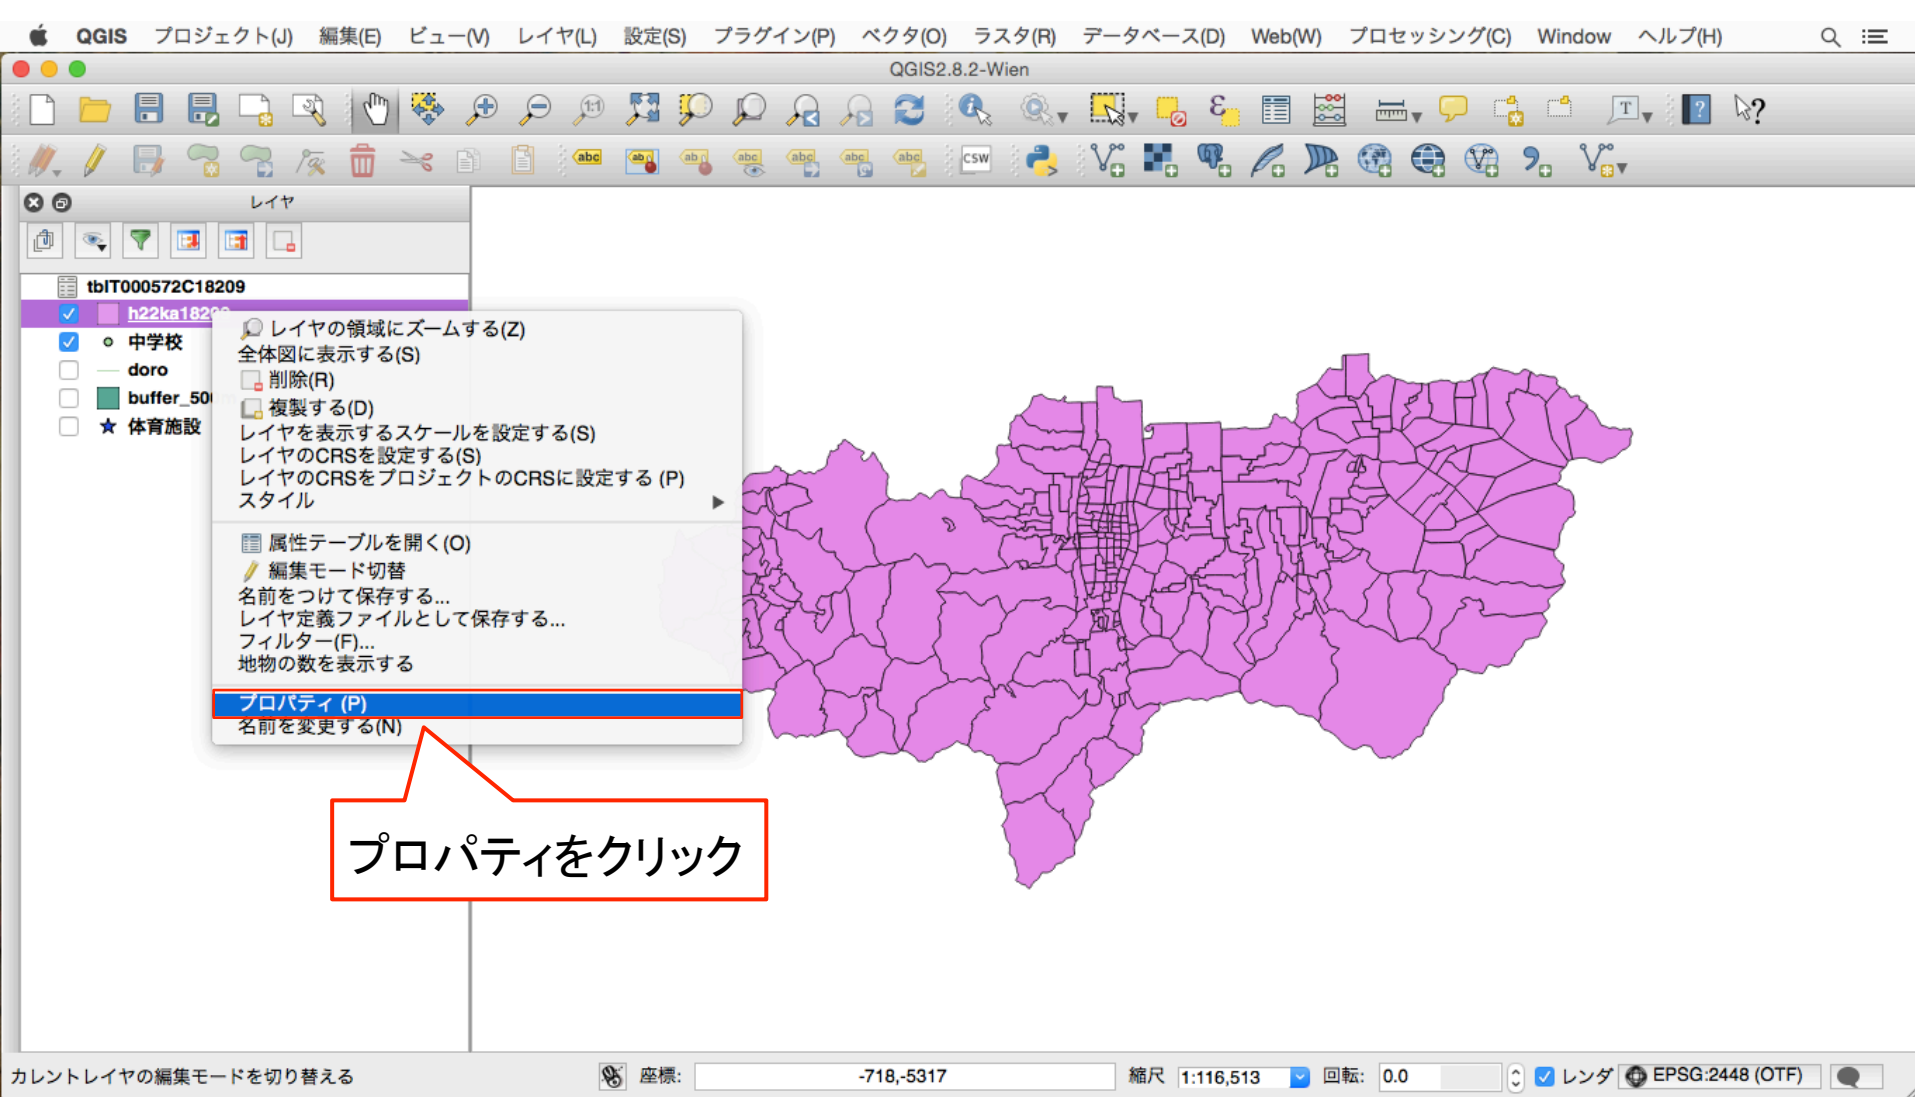 QGIS プロジェクト(J) 編集(E) ビュー(V) レイヤ(L) 設定(S) プラグイン(P) ベクタ(O) ラスタ(R) データベース(D) Web(W) プロセッシング(C) Window ヘルプ(H)
QGIS2.8.2-Wien
1:1
T
?
?
abc
ab
ab
abc
abc
abc
abc
CSW
レイヤ
tblT000572C18209
h22ka1820
中学校
doro
buffer_500m
体育施設
レイヤの領域にズームする(Z)
全体図に表示する(S)
削除(R)
複製する(D)
レイヤを表示するスケールを設定する(S)
レイヤのCRSを設定する(S)
レイヤのCRSをプロジェクトのCRSに設定する (P)
スタイル
属性テーブルを開く(O)
編集モード切替
名前をつけて保存する...
レイヤ定義ファイルとして保存する...
フィルター(F)...
地物の数を表示する
プロパティ (P)
名前を変更する(N)
プロパティをクリック
カレントレイヤの編集モードを切り替える 座標: -718,-5317 縮尺 1:116,513 回転: 0.0 レンダ EPSG:2448 (OTF)